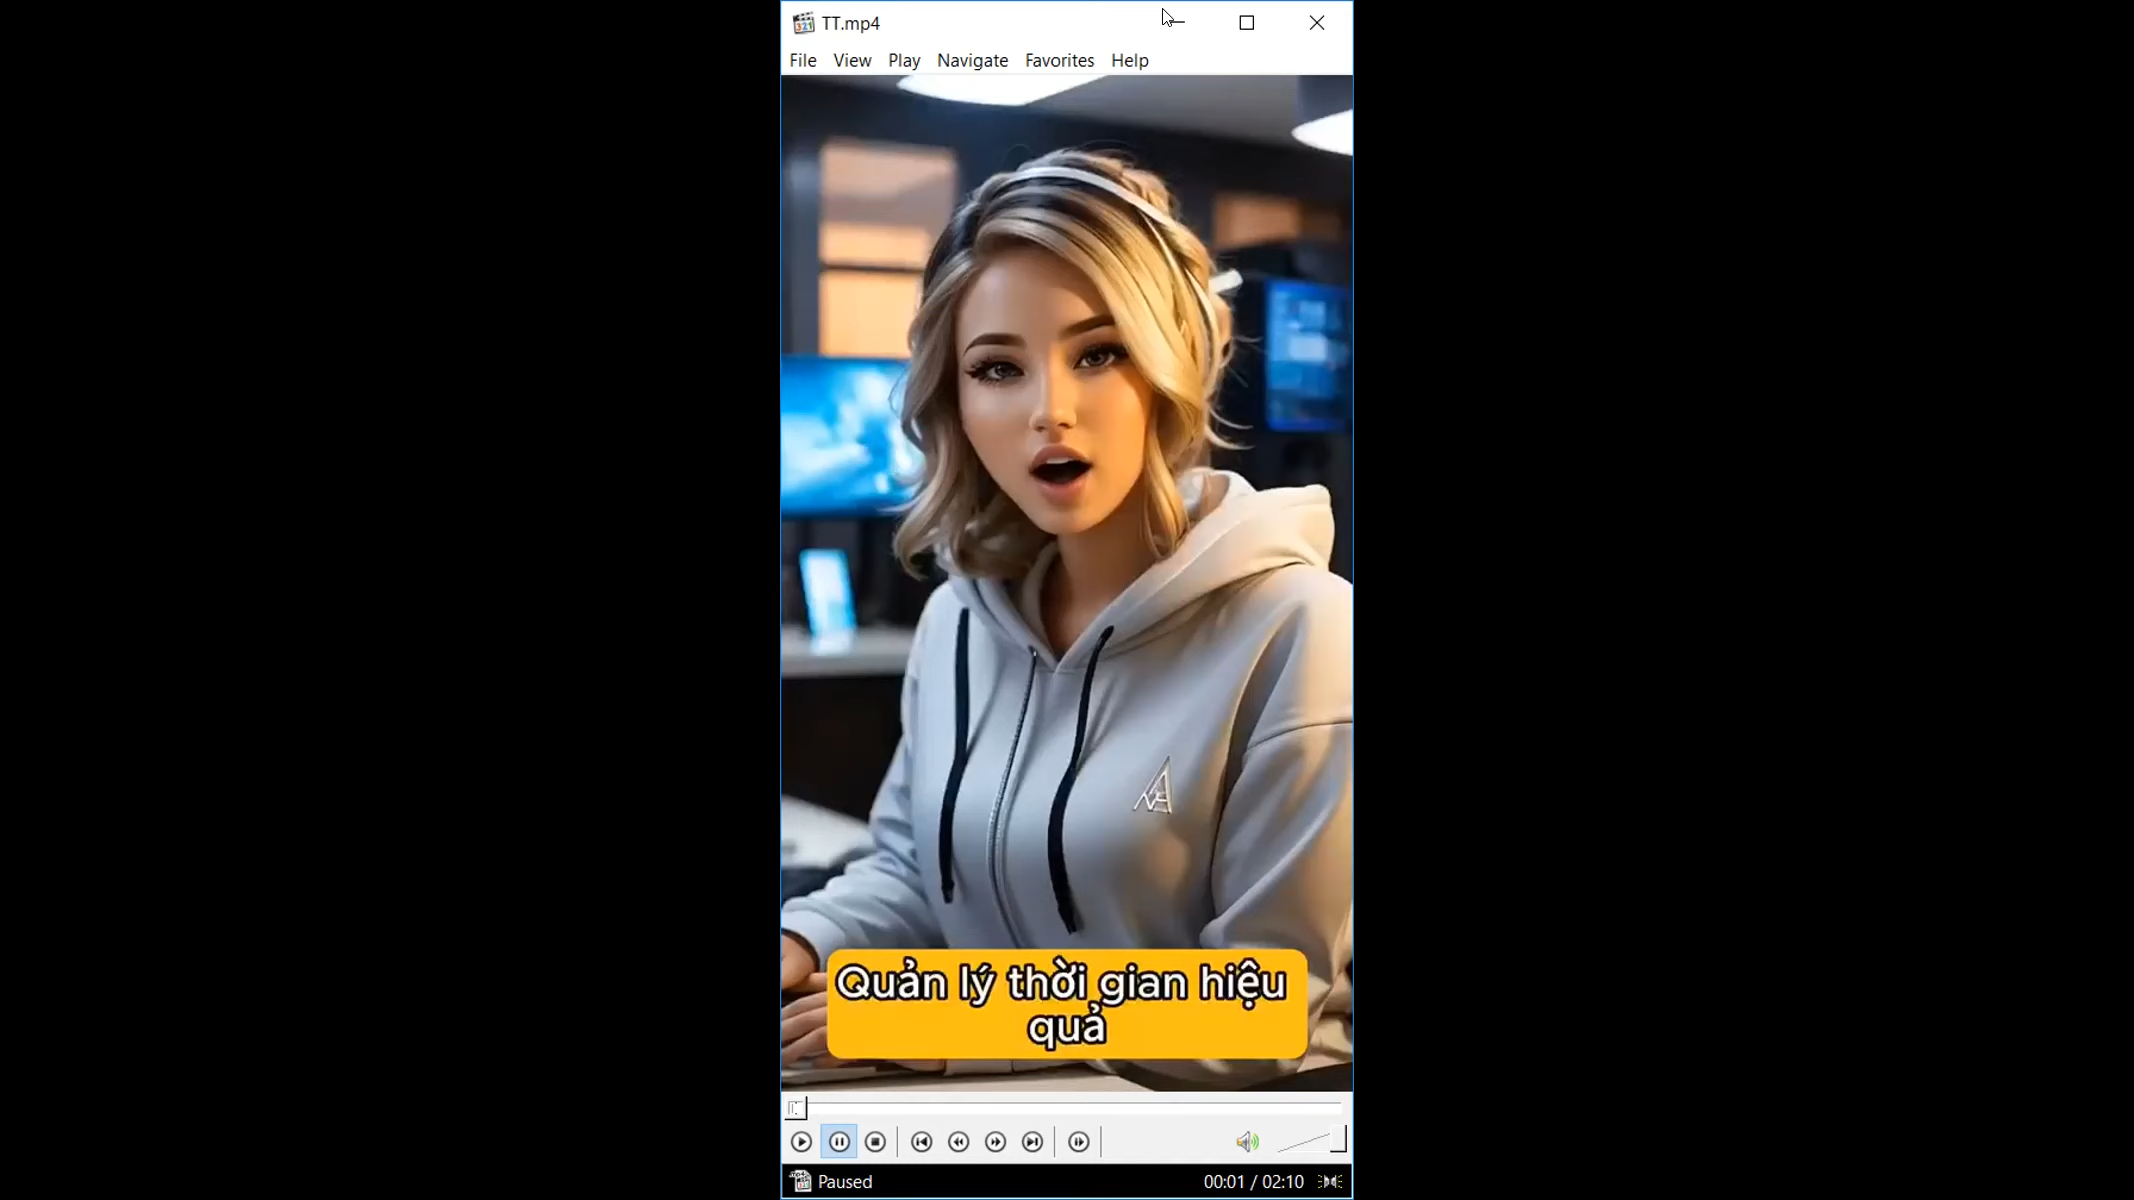 TT.mp4
File View Play Navigate Favorites Help
Quản lý thời gian hiệu
quả
Paused
00:01 / 02:10